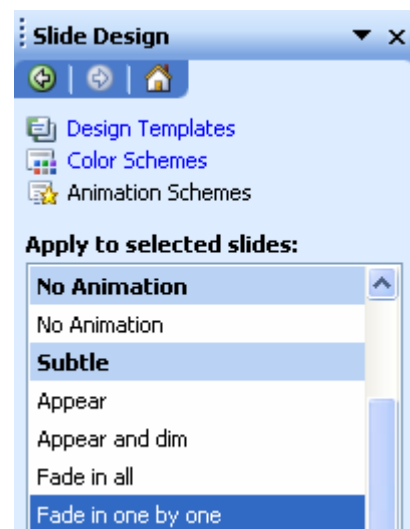 Slide Design
Design Templates
Color Schemes
Animation Schemes
Apply to selected slides:
No Animation
No Animation
Subtle
Appear
Appear and dim
Fade in all
Fade in one by one